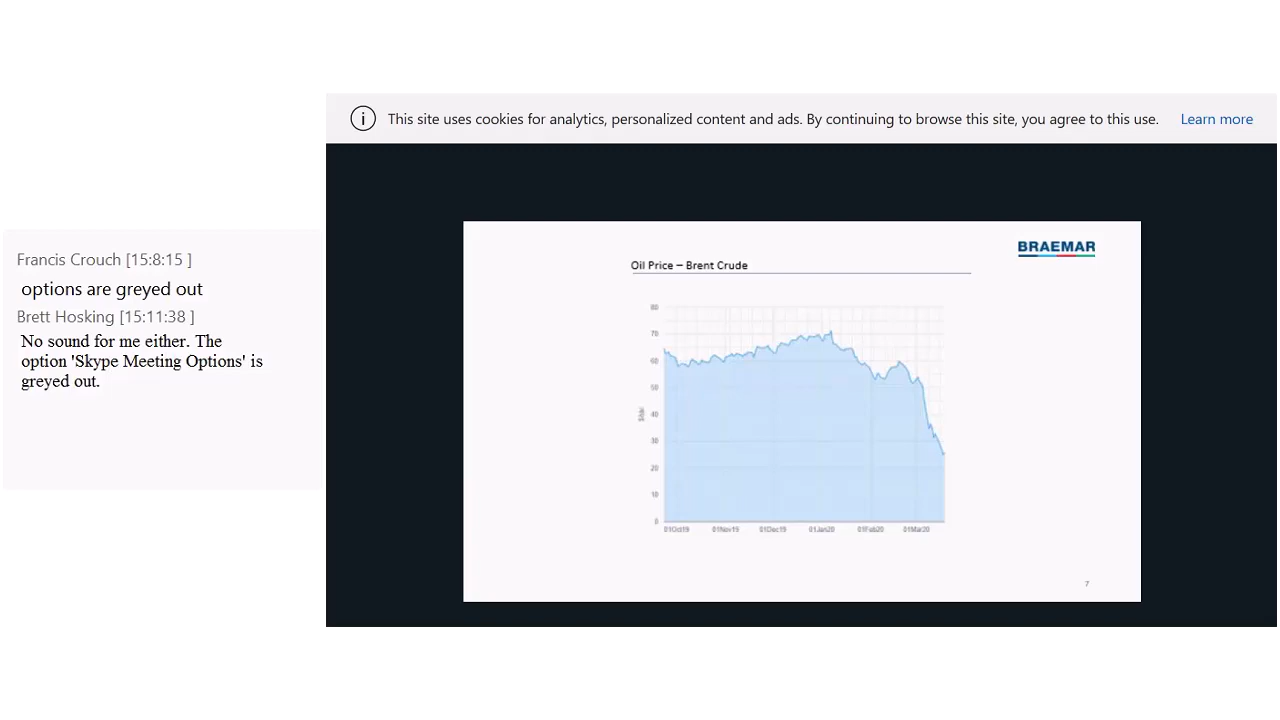 This site uses cookies for analytics, personalized content and ads. By continuing to browse this site, you agree to this use. Learn more
Francis Crouch [15:8:15 ]
options are greyed out
Brett Hosking [15:11:38 ]
No sound for me either. The
option 'Skype Meeting Options' is
greyed out.
BRAEMAR
Oil Price – Brent Crude
80
70
60
50
40
30
20
10
0
$/bbl
01Oct19 01Nov19 01Dec19 01Jan20 01Feb20 01Mar20
7